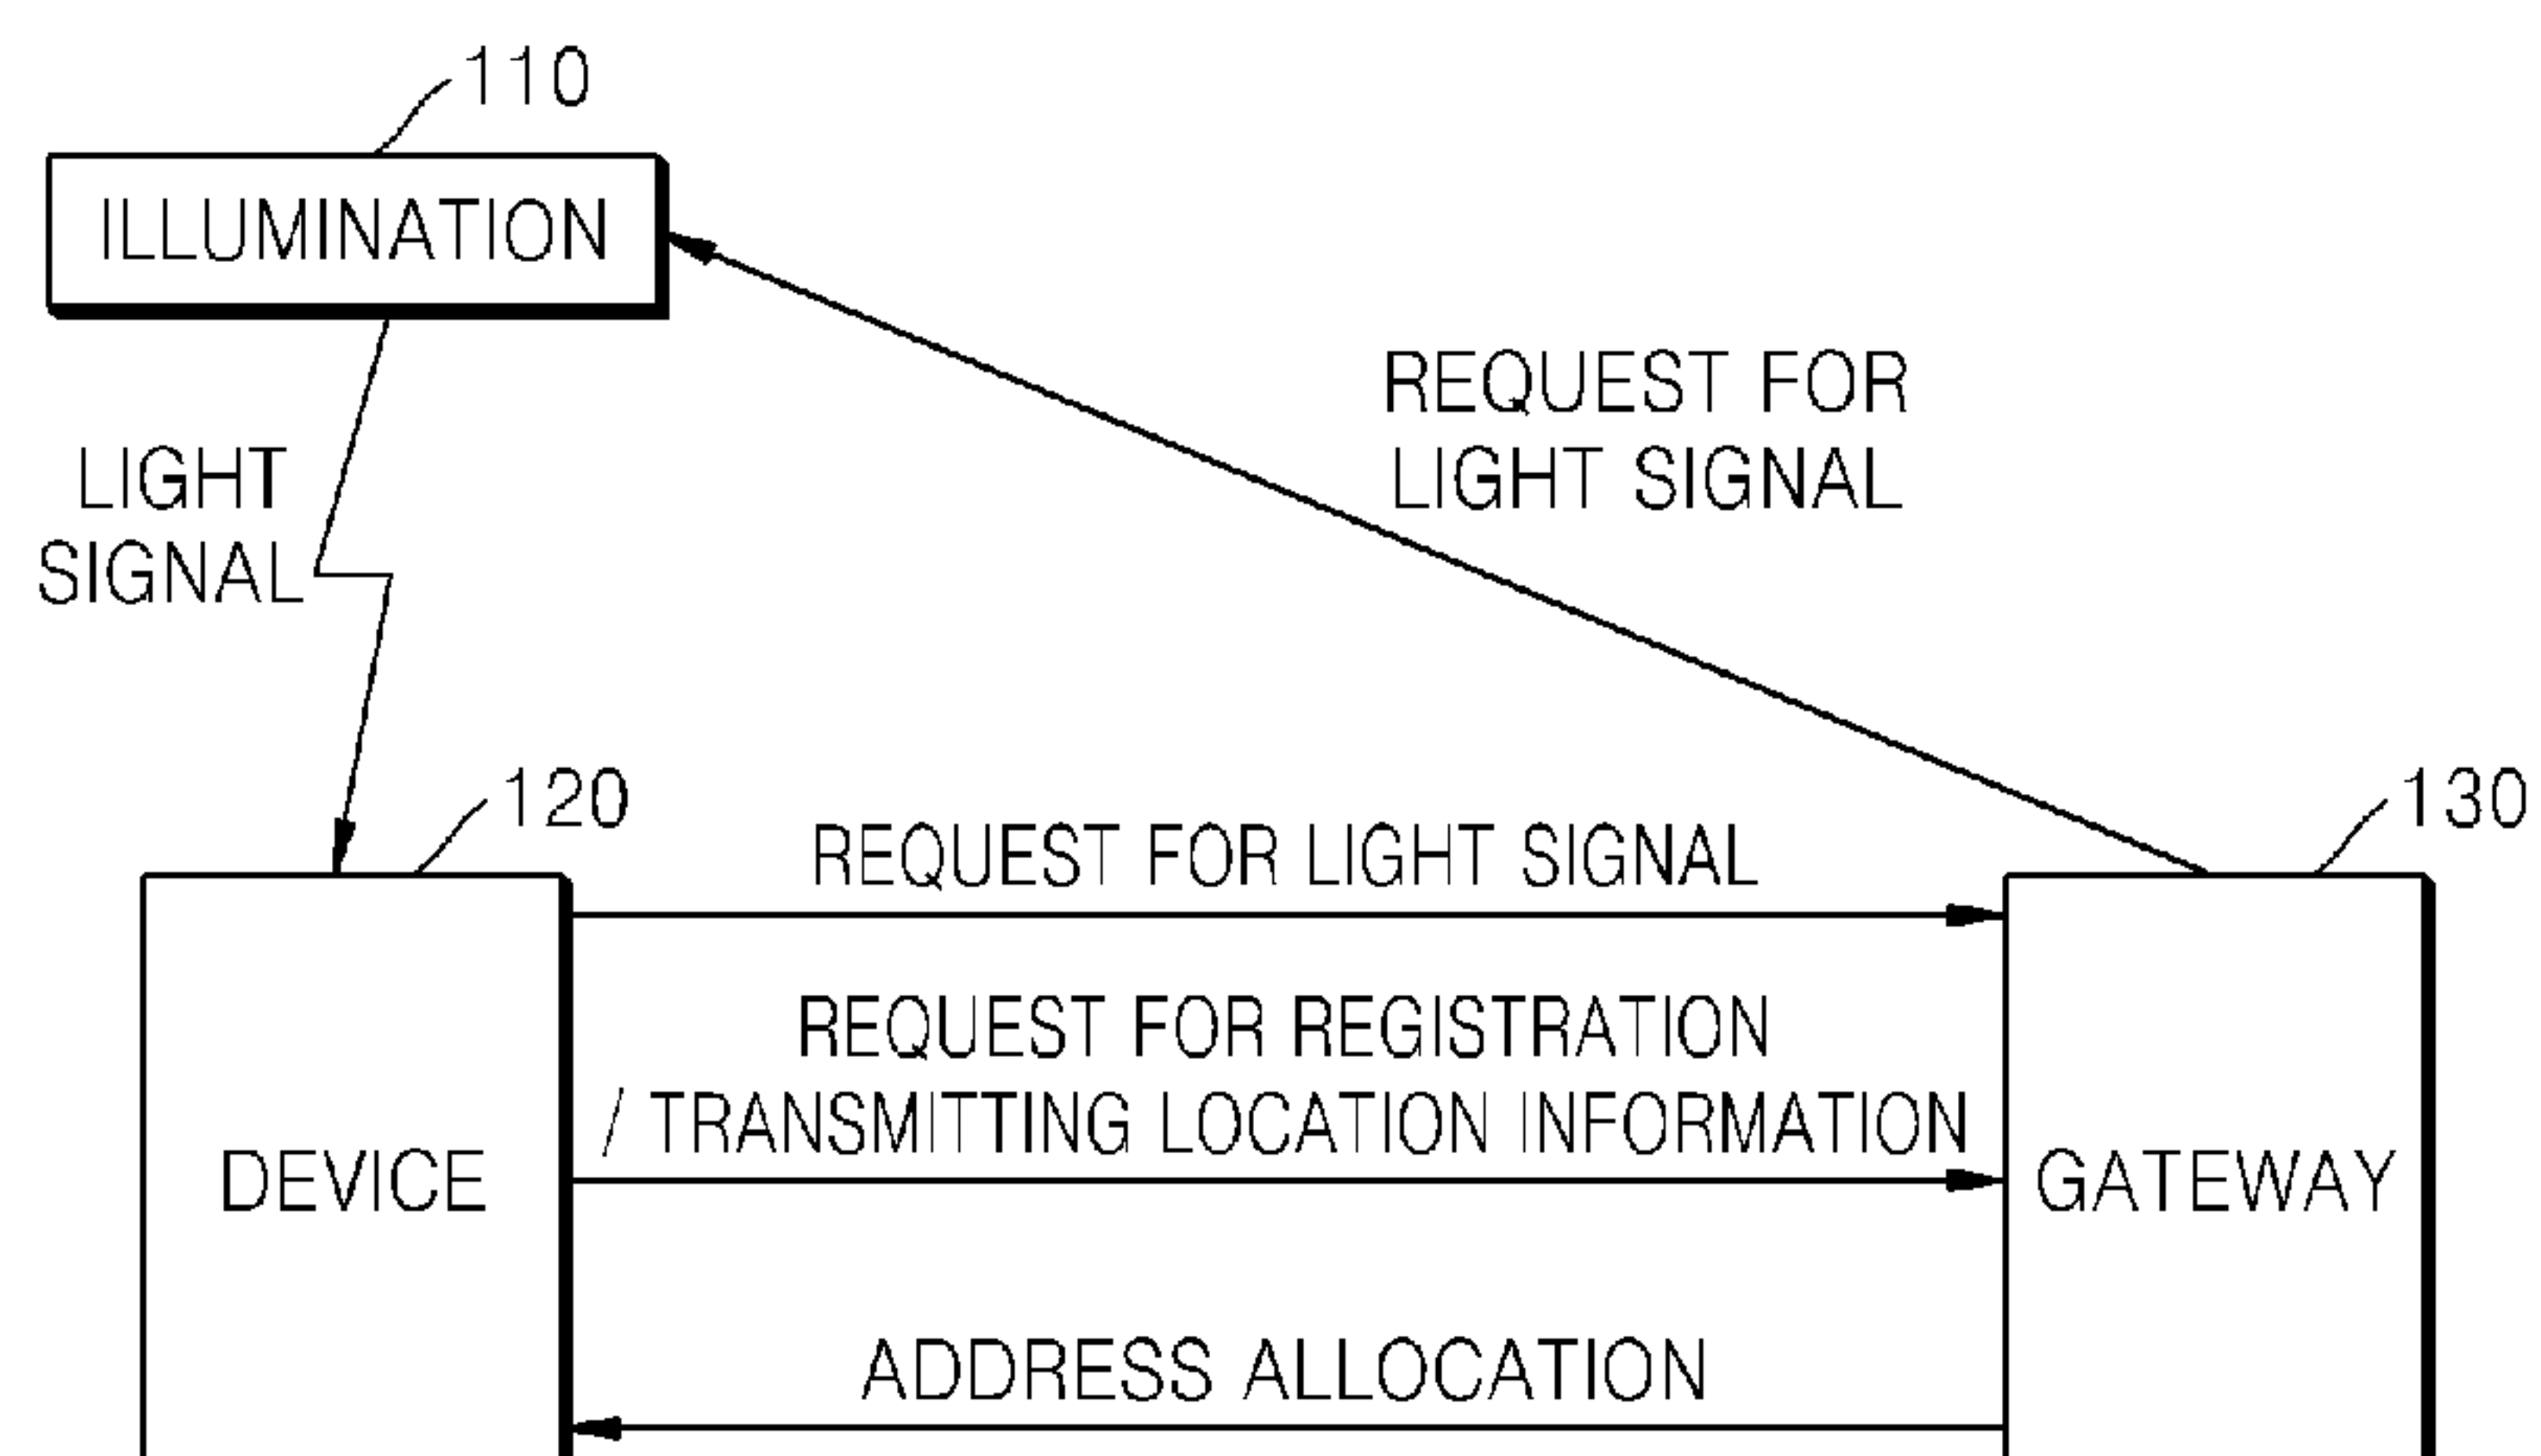 110
ILLUMINATION
REQUEST FOR
LIGHT SIGNAL
LIGHT
SIGNAL
120
130
REQUEST FOR LIGHT SIGNAL
REQUEST FOR REGISTRATION
/ TRANSMITTING LOCATION INFORMATION
DEVICE
GATEWAY
ADDRESS ALLOCATION